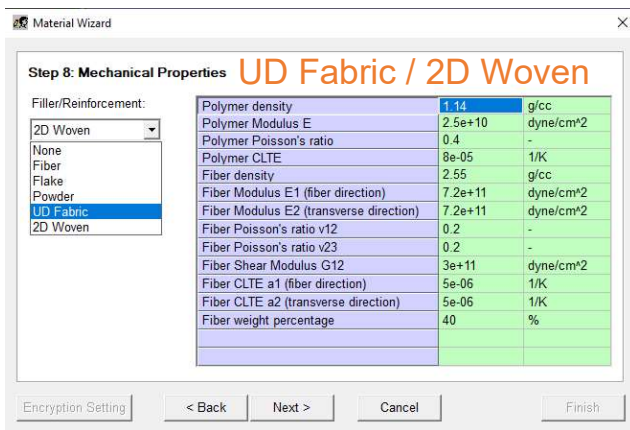 Material Wizard
Step 8: Mechanical Properties UD Fabric / 2D Woven
Filler/Reinforcement:
2D Woven
None
Fiber
Flake
Powder
UD Fabric
2D Woven
Polymer density 1.14 g/cc
Polymer Modulus E 2.5e+10 dyne/cm^2
Polymer Poisson's ratio 0.4 -
Polymer CLTE 8e-05 1/K
Fiber density 2.55 g/cc
Fiber Modulus E1 (fiber direction) 7.2e+11 dyne/cm^2
Fiber Modulus E2 (transverse direction) 7.2e+11 dyne/cm^2
Fiber Poisson's ratio v12 0.2 -
Fiber Poisson's ratio v23 0.2 -
Fiber Shear Modulus G12 3e+11 dyne/cm^2
Fiber CLTE a1 (fiber direction) 5e-06 1/K
Fiber CLTE a2 (transverse direction) 5e-06 1/K
Fiber weight percentage 40 %
Encryption Setting < Back Next > Cancel Finish